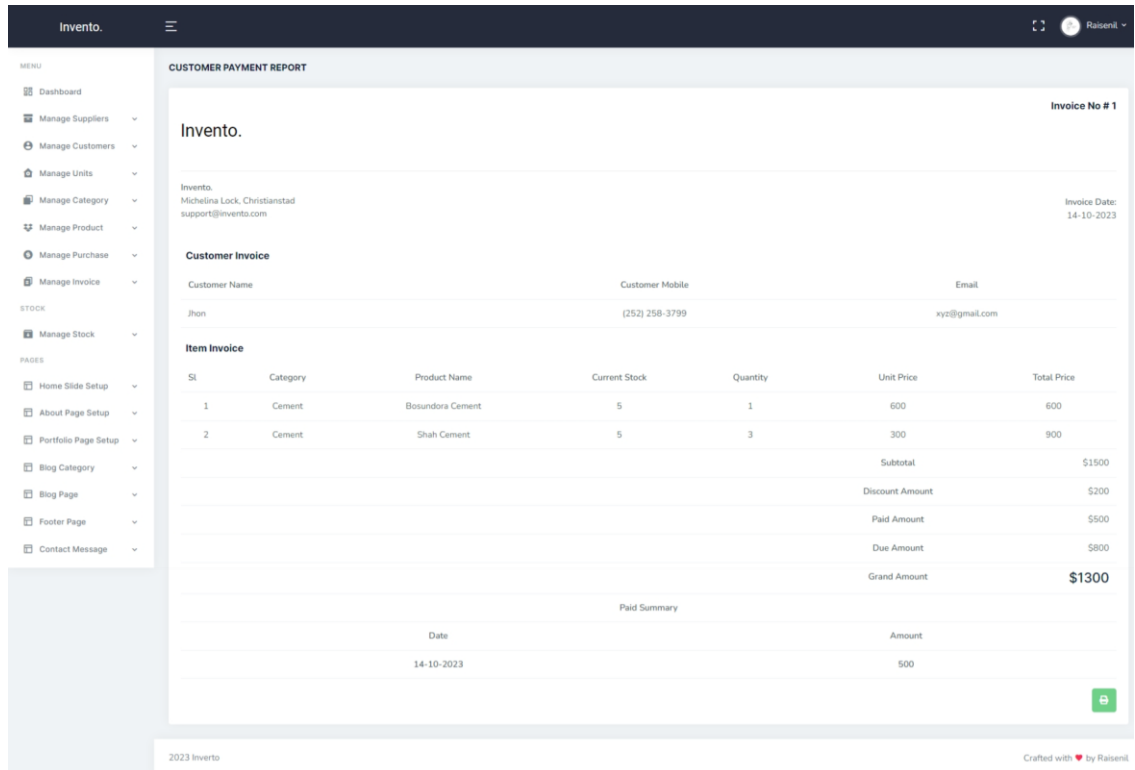 Invento.
Raisenil
MENU
Dashboard
Manage Suppliers
Manage Customers
Manage Units
Manage Category
Manage Product
Manage Purchase
Manage Invoice
STOCK
Manage Stock
PAGES
Home Slide Setup
About Page Setup
Portfolio Page Setup
Blog Category
Blog Page
Footer Page
Contact Message
CUSTOMER PAYMENT REPORT
Invoice No # 1
Invento.
Invento.
Michelina Lock, Christianstad
support@invento.com
Invoice Date:
14-10-2023
Customer Invoice
Customer Name Customer Mobile Email
Jhon (252) 258-3799 xyz@gmail.com
Item Invoice
Sl Category Product Name Current Stock Quantity Unit Price Total Price
1 Cement Bosundora Cement 5 1 600 600
2 Cement Shah Cement 5 3 300 900
Subtotal $1500
Discount Amount $200
Paid Amount $500
Due Amount $800
Grand Amount $1300
Paid Summary
Date Amount
14-10-2023 500
2023 Inverto
Crafted with ♥ by Raisenil